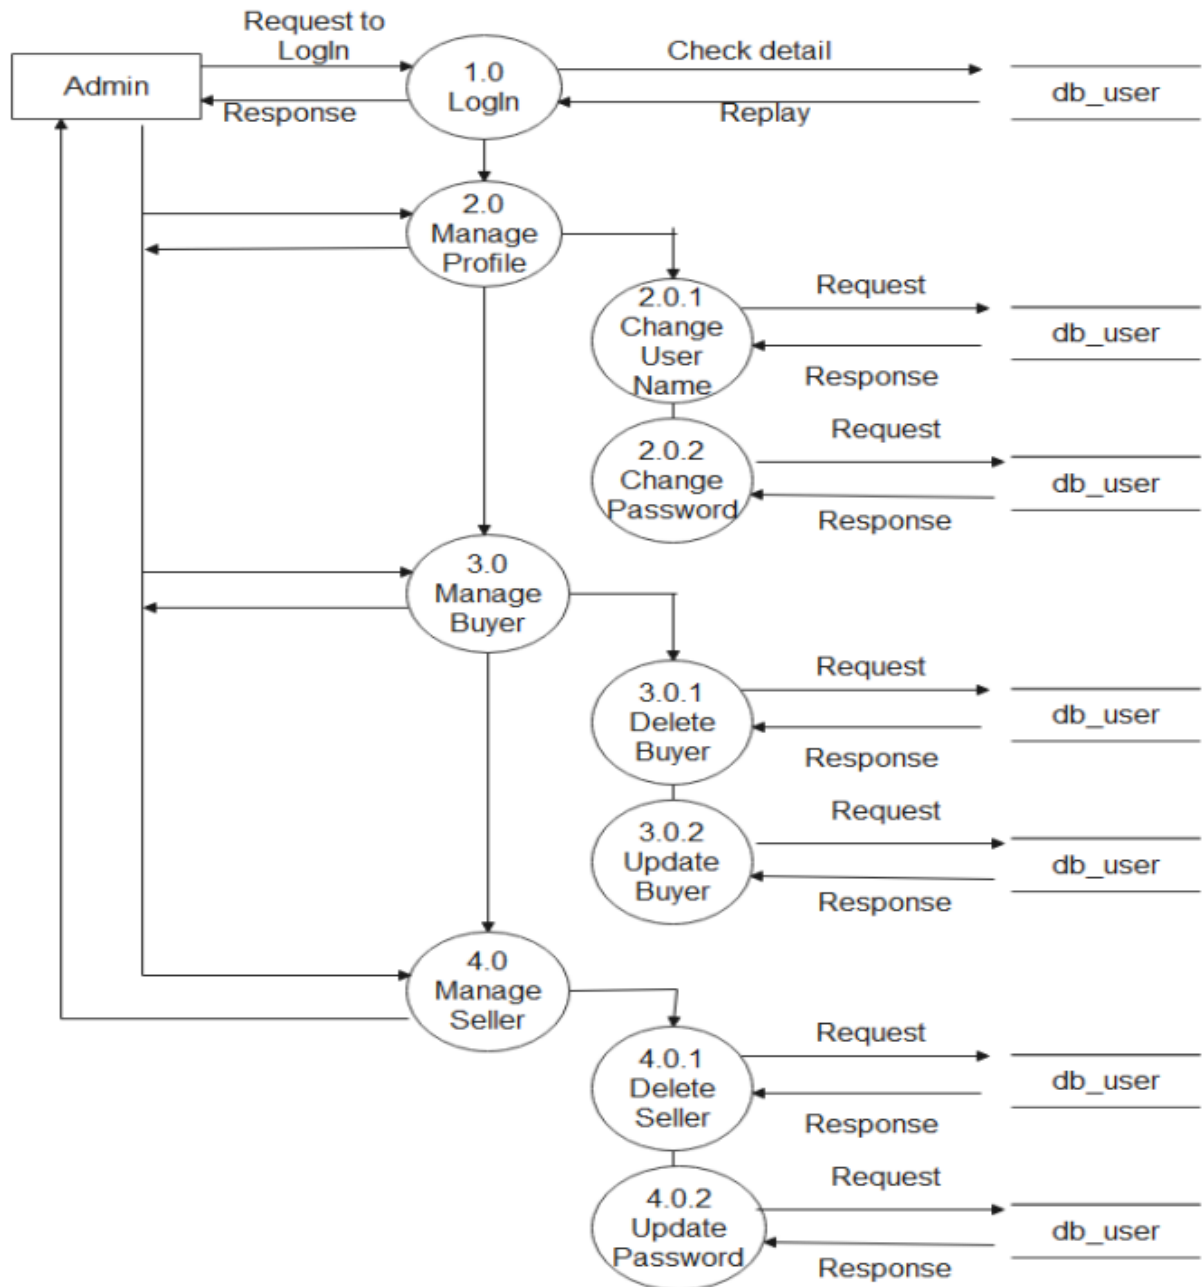 Request to
LogIn
Admin
1.0
LogIn
Check detail
db_user
Response
Replay
2.0
Manage
Profile
2.0.1
Change
User
Name
Request
db_user
Response
2.0.2
Change
Password
Request
db_user
Response
3.0
Manage
Buyer
3.0.1
Delete
Buyer
Request
db_user
Response
3.0.2
Update
Buyer
Request
db_user
Response
4.0
Manage
Seller
4.0.1
Delete
Seller
Request
db_user
Response
4.0.2
Update
Password
Request
db_user
Response